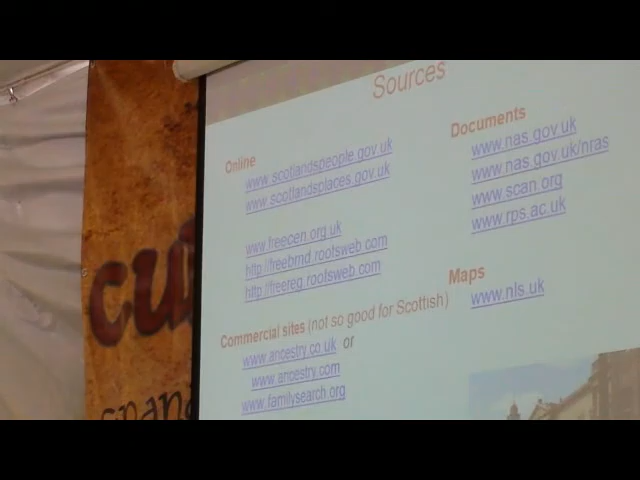 Sources
Online
www.scotlandspeople.gov.uk
www.scotlandsplaces.gov.uk
www.freecen.org.uk
http://freebmd.rootsweb.com
http://freereg.rootsweb.com
Commercial sites (not so good for Scottish)
www.ancestry.co.uk or
www.ancestry.com
www.familysearch.org
Documents
www.nas.gov.uk
www.nas.gov.uk/nras
www.scan.org
www.rps.ac.uk
Maps
www.nls.uk